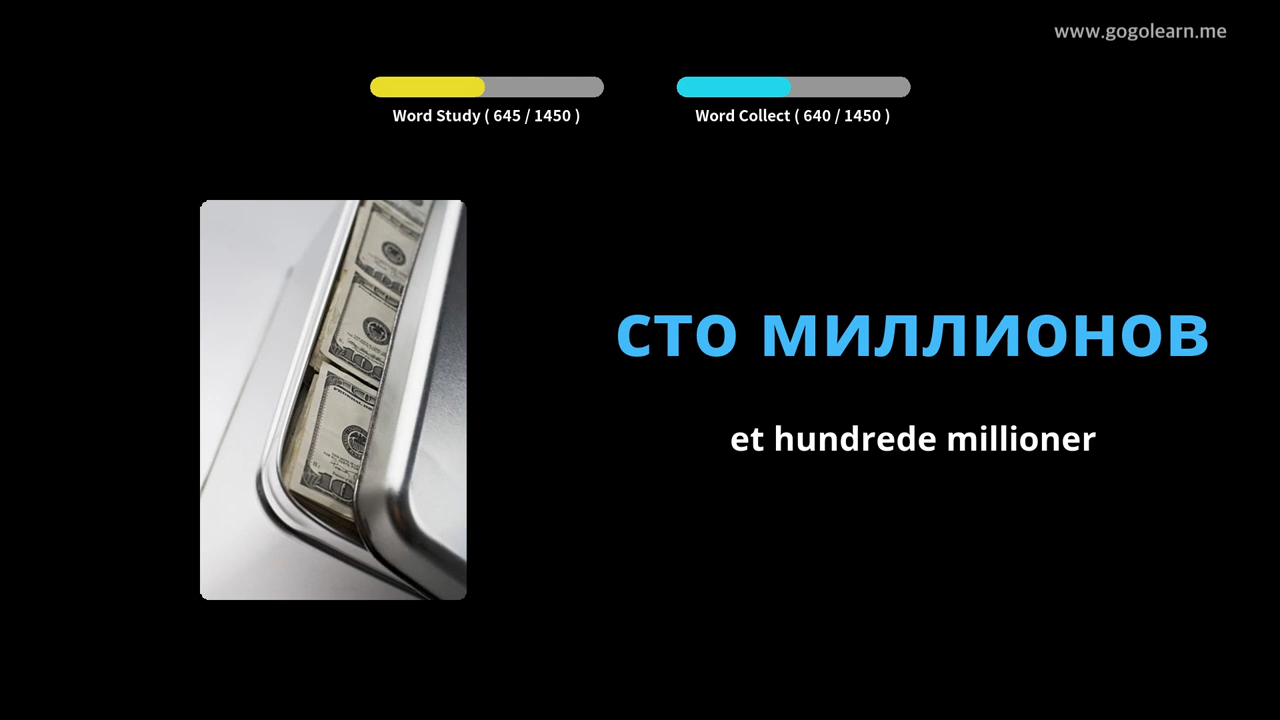 www.gogolearn.me
Word Study ( 645 / 1450 )
Word Collect ( 640 / 1450 )
сто миллионов
et hundrede millioner